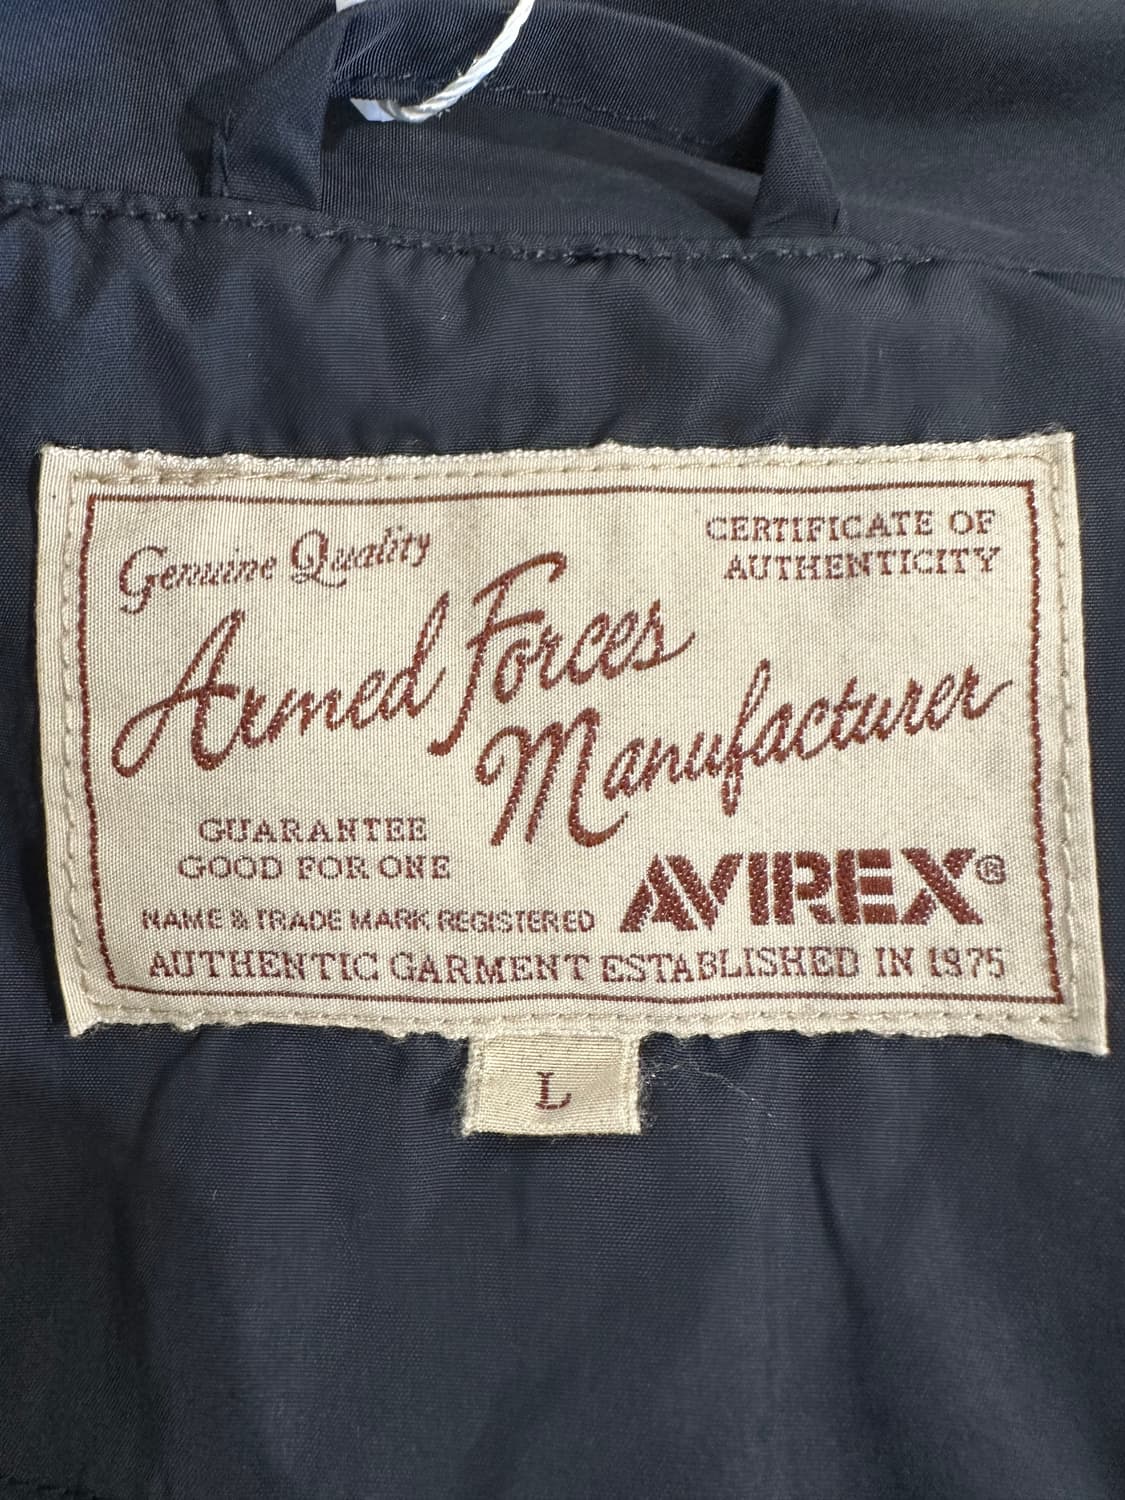 Genuine Quality
CERTIFICATE OF
AUTHENTICITY
Armed Forces
Manufacturer
GUARANTEE
GOOD FOR ONE
AVIREX®
NAME & TRADE MARK REGISTERED
AUTHENTIC GARMENT ESTABLISHED IN 1975
L